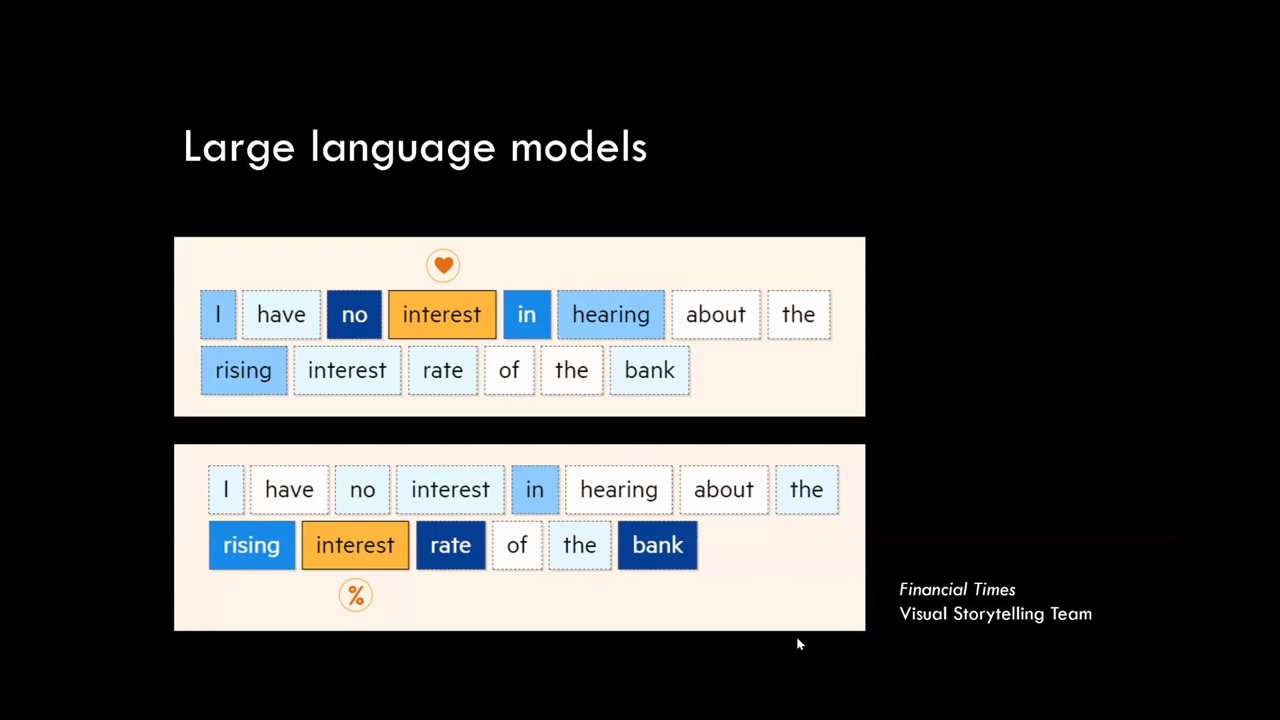 Large language models
I have no interest in hearing about the
rising interest rate of the bank
I have no interest in hearing about the
rising interest rate of the bank
%
Financial Times
Visual Storytelling Team